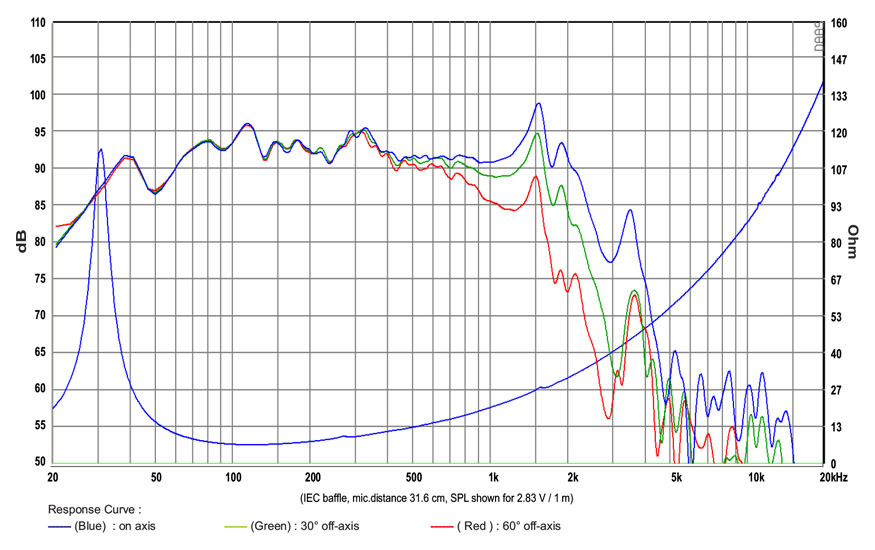 110 160
105 147
100 133
95 120
90 107
85 93
80 80
75 67
70 53
65 40
60 27
55 13
50 0
dB
Ohm
20 50 100 200 500 1k 2k 5k 10k 20kHz
(IEC baffle, mic.distance 31.6 cm, SPL shown for 2.83 V / 1 m)
Response Curve :
(Blue) : on axis (Green) : 30° off-axis ( Red ) : 60° off-axis